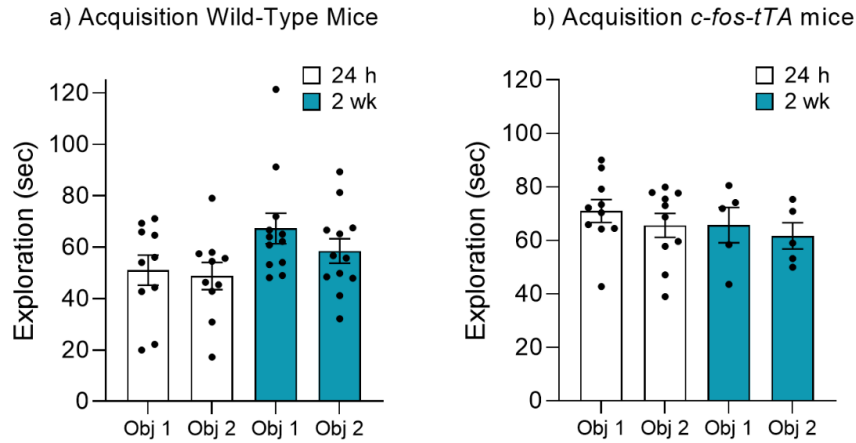 a) Acquisition Wild-Type Mice
24 h
2 wk
Exploration (sec)
120
100
80
60
40
20
0
Obj 1 Obj 2 Obj 1 Obj 2
b) Acquisition c-fos-tTA mice
24 h
2 wk
Exploration (sec)
120
100
80
60
40
20
0
Obj 1 Obj 2 Obj 1 Obj 2